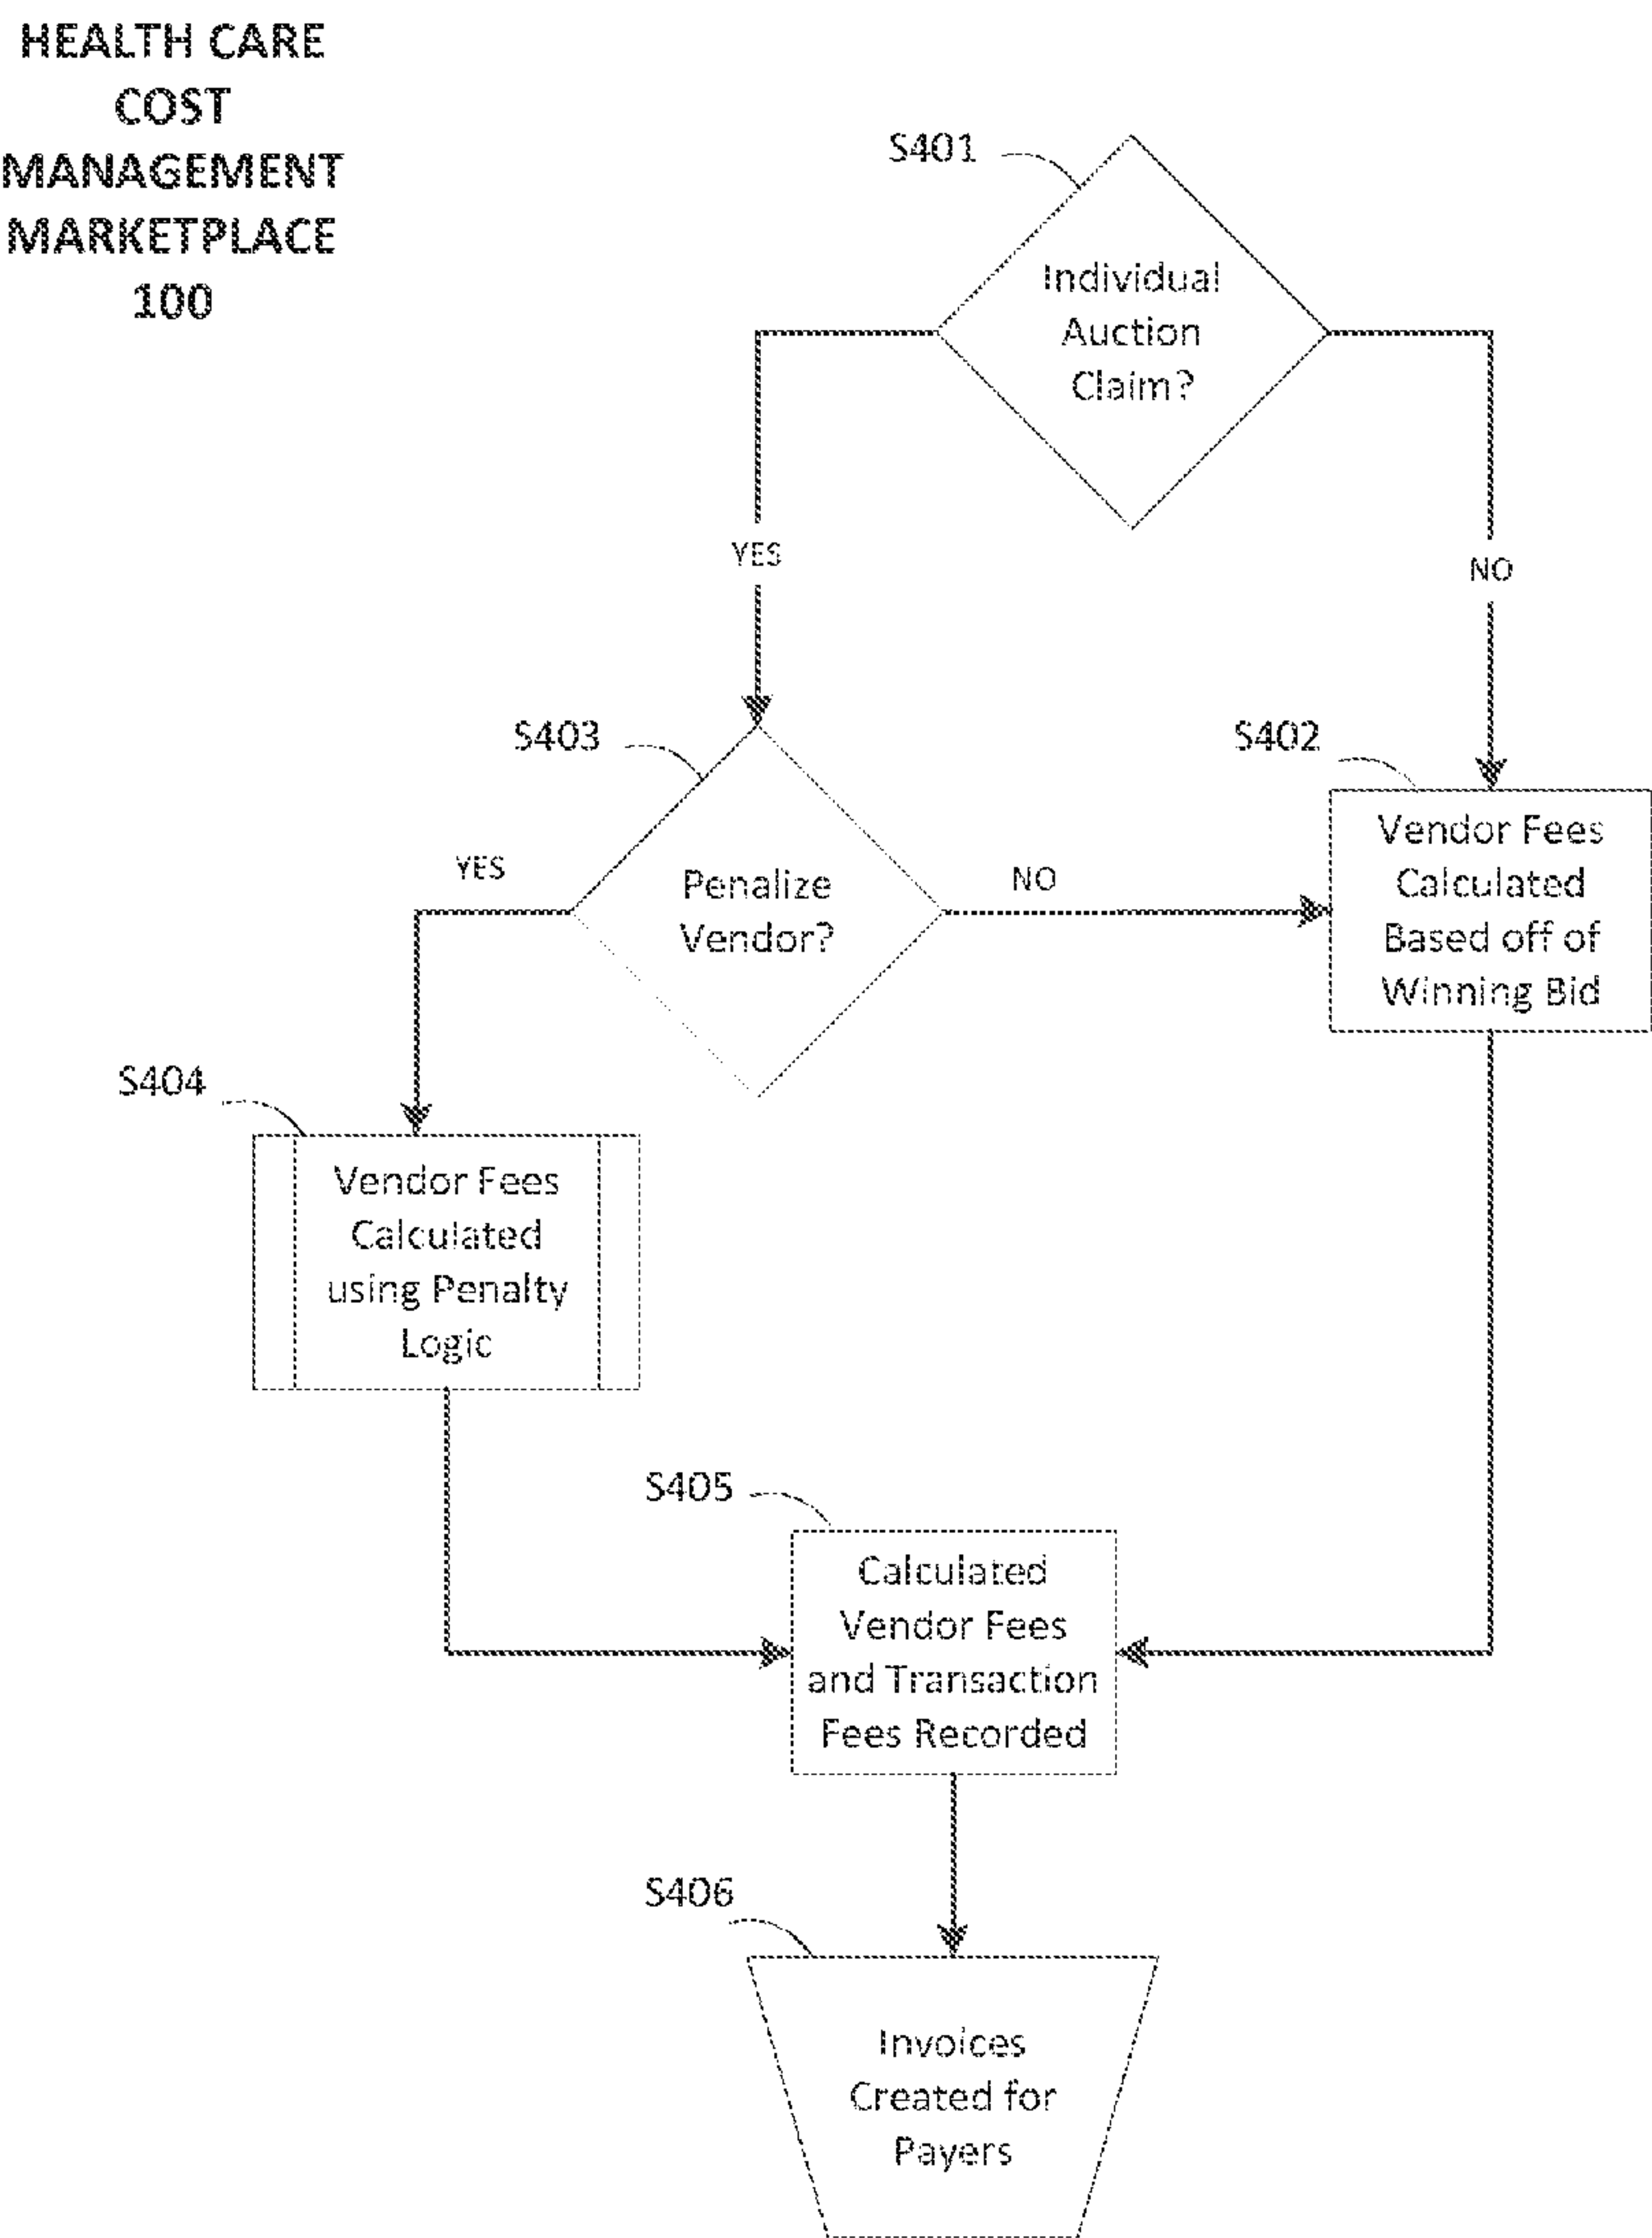 HEALTH CARE
COST
MANAGEMENT
MARKETPLACE
100
S401
Individual
Auction
Claim?
YES
NO
S403
Penalize
Vendor?
YES
NO
S402
Vendor Fees
Calculated
Based off of
Winning Bid
S404
Vendor Fees
Calculated
using Penalty
Logic
S405
Calculated
Vendor Fees
and Transaction
Fees Recorded
S406
Invoices
Created for
Payers